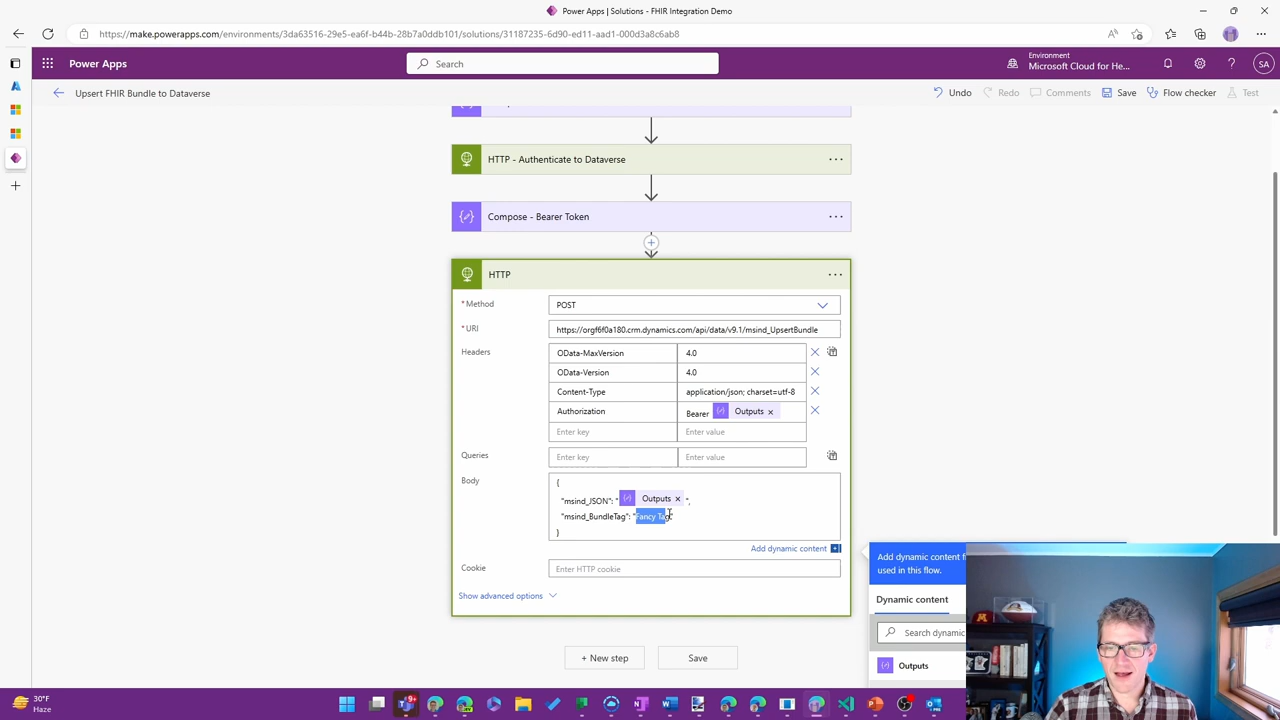 Power Apps | Solutions - FHIR Integration Demo
https://make.powerapps.com/environments/3da63516-29e5-ea6f-b44b-28b7a0ddb101/solutions/31187235-6d90-ed11-aad1-000d3a8c6ab8
Power Apps
Search
Environment
Microsoft Cloud for He...
SA
Upsert FHIR Bundle to Dataverse
Undo
Redo
Comments
Save
Flow checker
Test
HTTP - Authenticate to Dataverse
Compose - Bearer Token
HTTP
* Method
POST
* URI
https://orgf6f0a180.crm.dynamics.com/api/data/v9.1/msind_UpsertBundle
Headers
OData-MaxVersion 4.0
OData-Version 4.0
Content-Type application/json; charset=utf-8
Authorization Bearer Outputs ×
Enter key Enter value
Queries
Enter key Enter value
Body
{
"msind_JSON": " Outputs × ",
"msind_BundleTag": "Fancy Tag"
}
Add dynamic content
Cookie
Enter HTTP cookie
Show advanced options
+ New step
Save
Add dynamic content f
used in this flow.
Dynamic content
Search dynamic
Outputs
30°F
Haze
9+